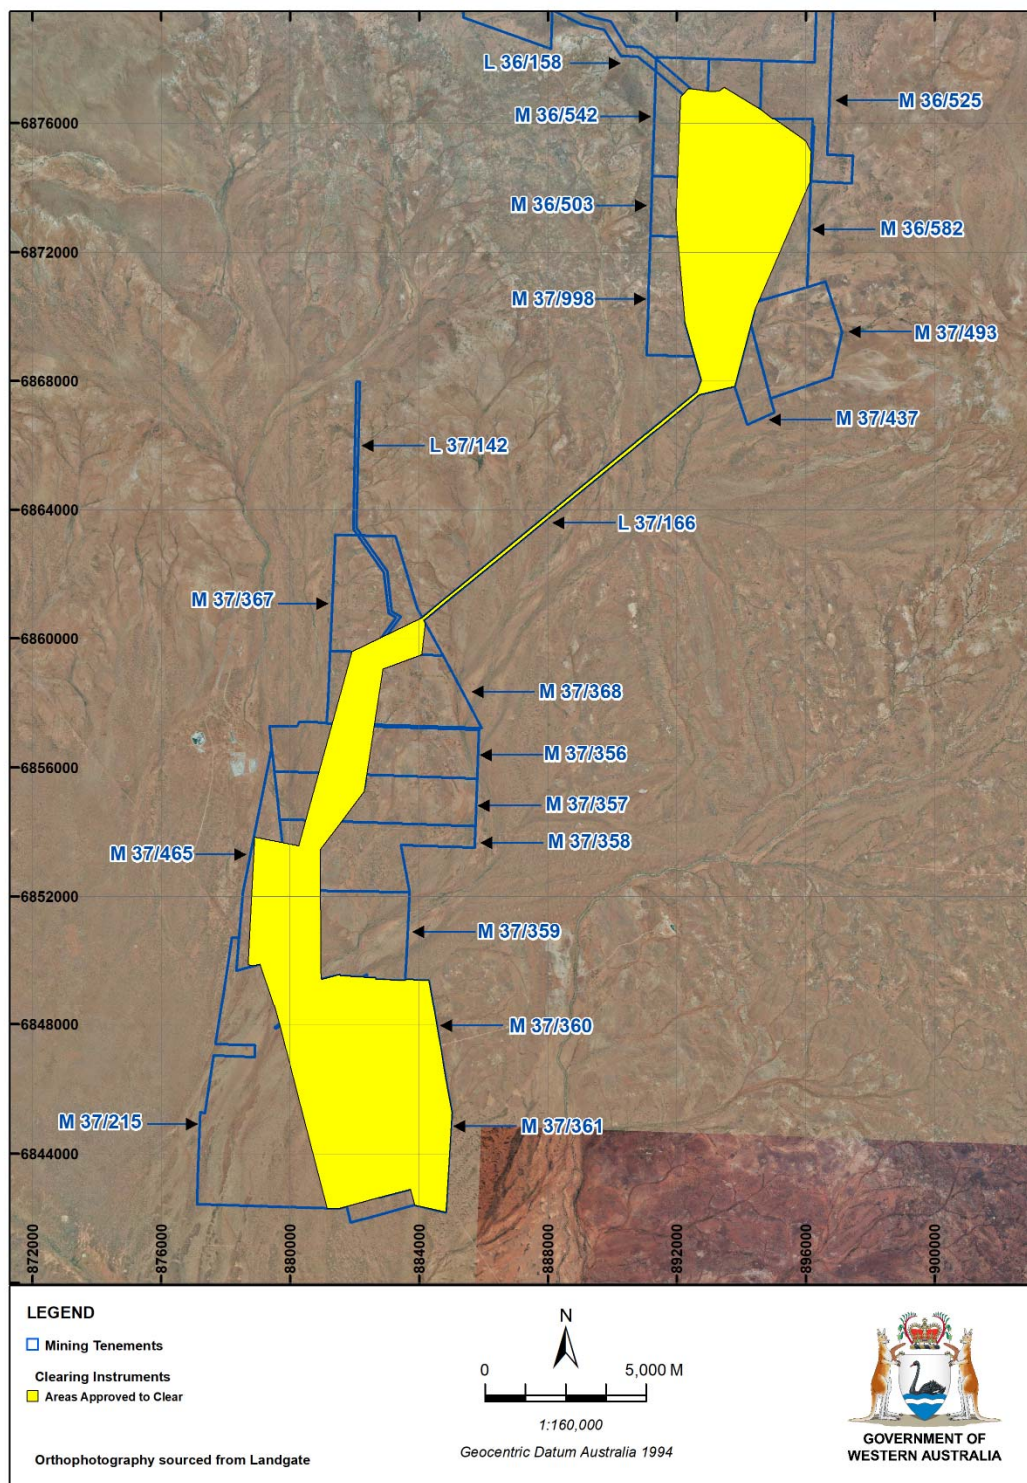 L 36/158
M 36/525
M 36/542
6876000
M 36/503
M 36/582
6872000
M 37/998
M 37/493
6868000
M 37/437
L 37/142
6864000
L 37/166
M 37/367
6860000
M 37/368
M 37/356
6856000
M 37/357
M 37/358
M 37/465
6852000
M 37/359
6848000
M 37/360
M 37/215
M 37/361
6844000
872000
876000
880000
884000
888000
892000
896000
900000
LEGEND
Mining Tenements
Clearing Instruments
Areas Approved to Clear
Orthophotography sourced from Landgate
N
0 5,000 M
1:160,000
Geocentric Datum Australia 1994
GOVERNMENT OF
WESTERN AUSTRALIA